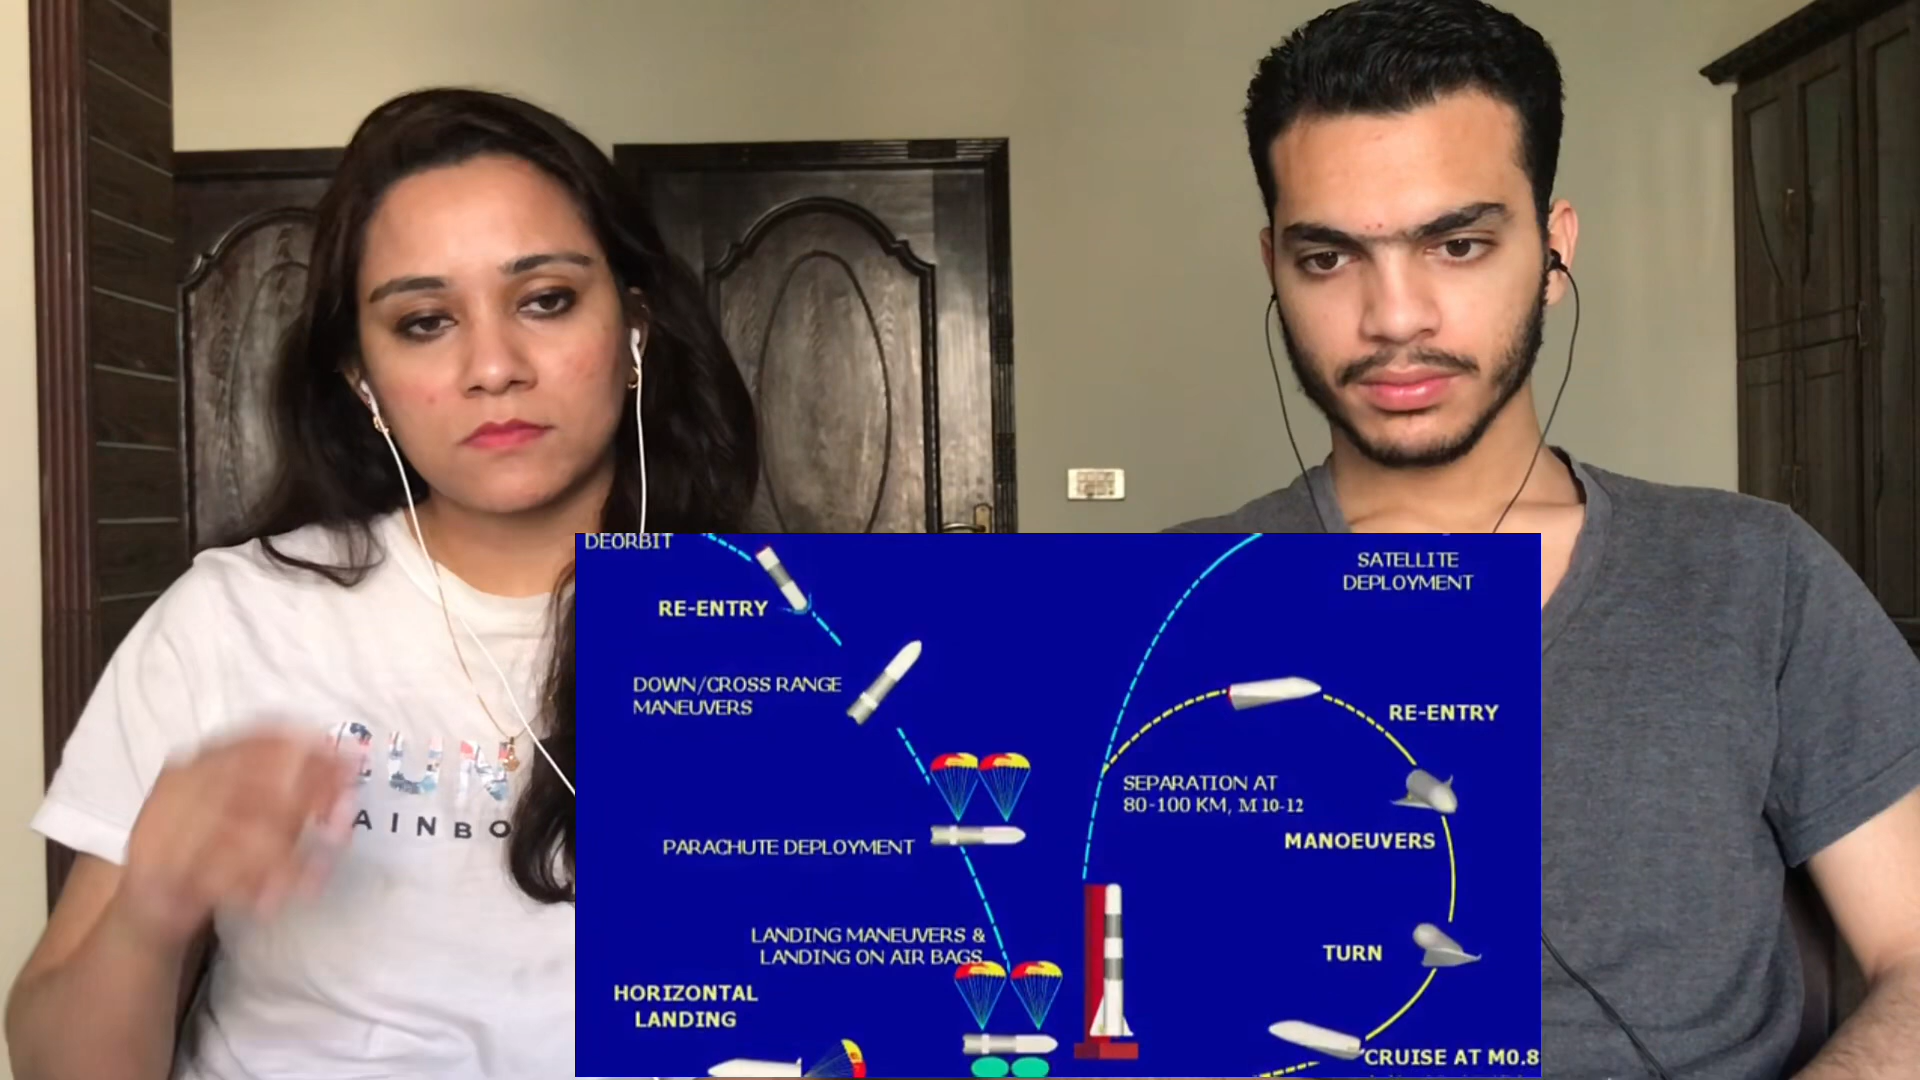 DEORBIT
RE-ENTRY
DOWN/CROSS RANGE
MANEUVERS
PARACHUTE DEPLOYMENT
LANDING MANEUVERS &
LANDING ON AIR BAGS
HORIZONTAL
LANDING
SATELLITE
DEPLOYMENT
RE-ENTRY
SEPARATION AT
80-100 KM, M 10-12
MANOEUVERS
TURN
CRUISE AT M0.8
AINBO